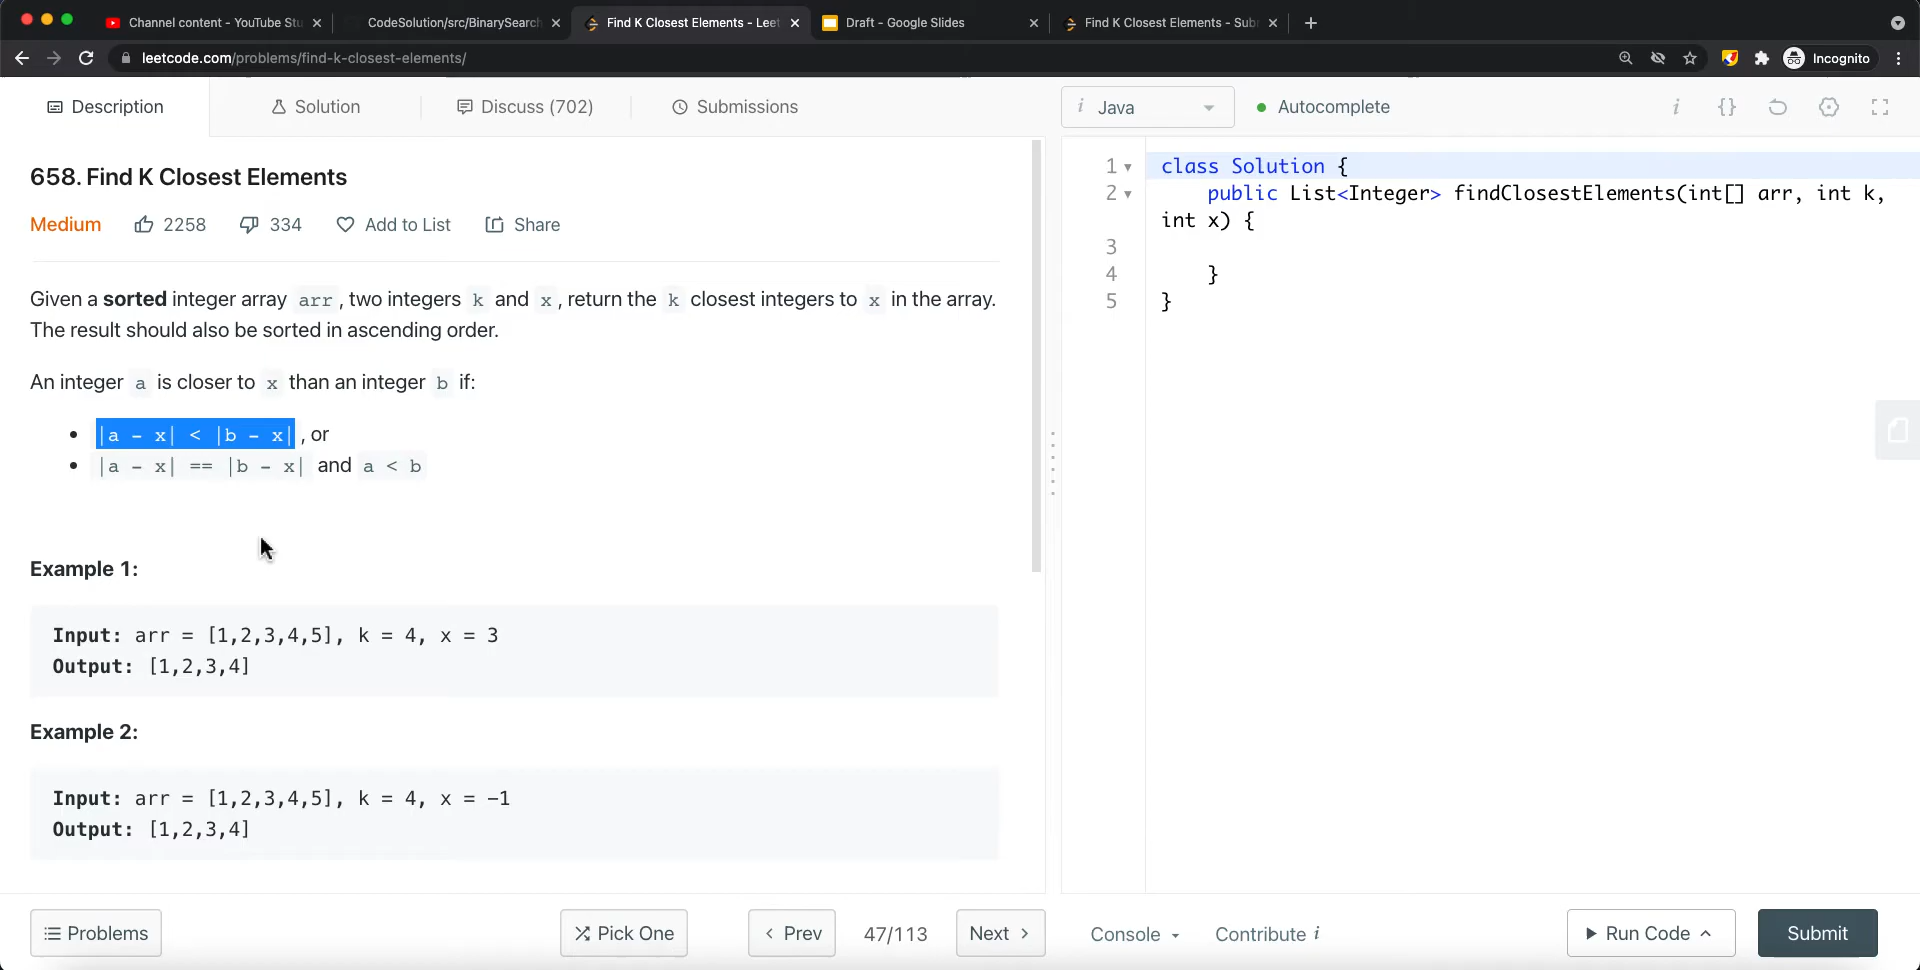 Channel content - YouTube Stu
CodeSolution/src/BinarySearch
Find K Closest Elements - Leet
Draft - Google Slides
Find K Closest Elements - Sub
leetcode.com/problems/find-k-closest-elements/
Incognito
Description
Solution
Discuss (702)
Submissions
i Java
Autocomplete
i {}
658. Find K Closest Elements
Medium 2258 334 Add to List Share
Given a sorted integer array arr, two integers k and x, return the k closest integers to x in the array.
The result should also be sorted in ascending order.
An integer a is closer to x than an integer b if:
• |a - x| < |b - x|, or
• |a - x| == |b - x| and a < b
Example 1:
Input: arr = [1,2,3,4,5], k = 4, x = 3
Output: [1,2,3,4]
Example 2:
Input: arr = [1,2,3,4,5], k = 4, x = -1
Output: [1,2,3,4]
1 class Solution {
2 public List<Integer> findClosestElements(int[] arr, int k,
int x) {
3
4 }
5 }
Problems
Pick One
< Prev
47/113
Next >
Console
Contribute i
Run Code
Submit